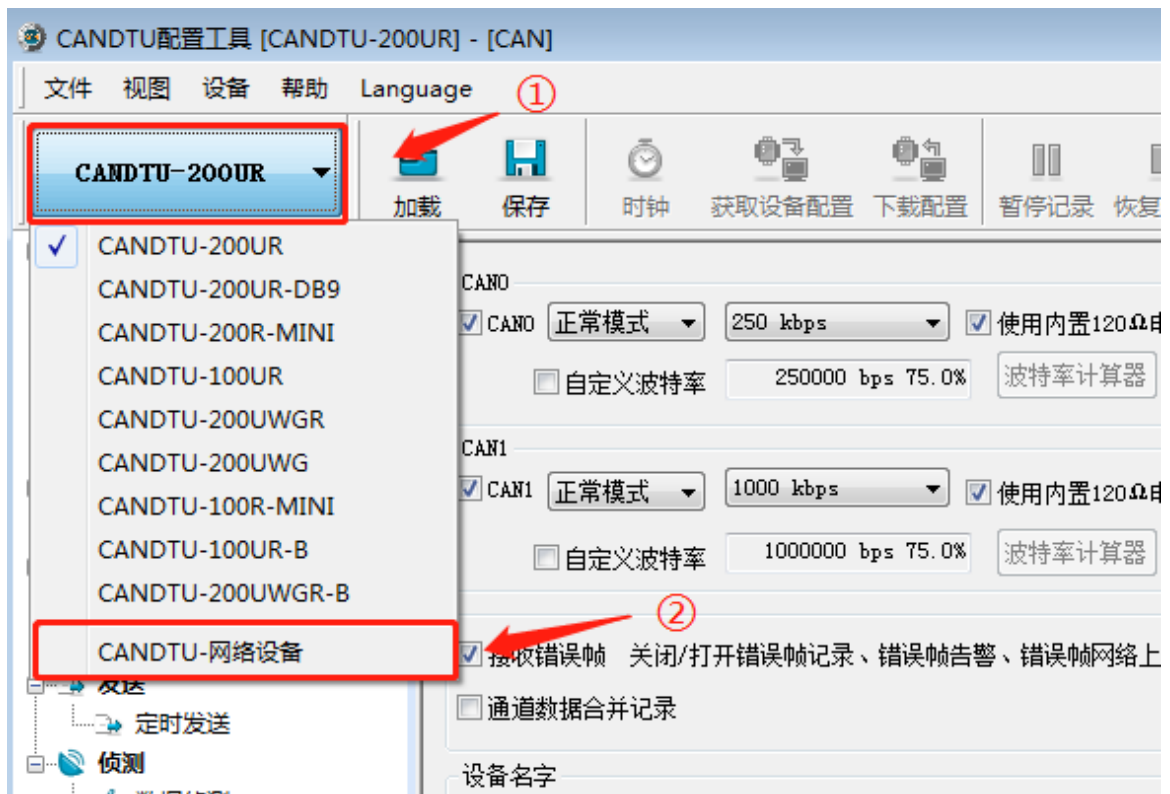 CANDTU配置工具 [CANDTU-200UR] - [CAN]
文件 视图 设备 帮助 Language ①
CANDTU-200UR
加载 保存 时钟 获取设备配置 下载配置 暂停记录 恢复
CANDTU-200UR
CANDTU-200UR-DB9
CANDTU-200R-MINI
CANDTU-100UR
CANDTU-200UWGR
CANDTU-200UWG
CANDTU-100R-MINI
CANDTU-100UR-B
CANDTU-200UWGR-B
CANDTU-网络设备
发送
定时发送
侦测
CAN0
CAN0 正常模式 250 kbps 使用内置120Ω电
自定义波特率 250000 bps 75.0% 波特率计算器
CAN1
CAN1 正常模式 1000 kbps 使用内置120Ω电
自定义波特率 1000000 bps 75.0% 波特率计算器
②
接收错误帧 关闭/打开错误帧记录、错误帧告警、错误帧网络上
通道数据合并记录
设备名字